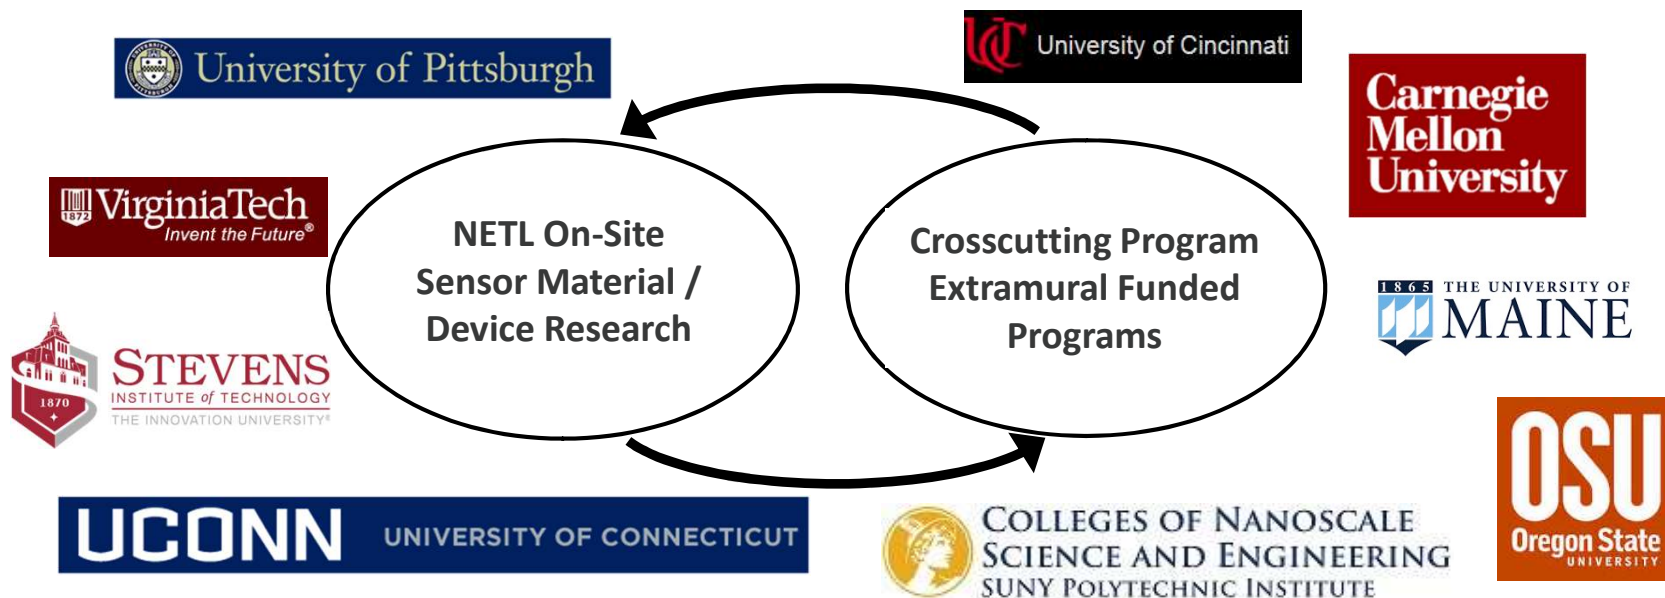 University of Pittsburgh
University of Cincinnati
Carnegie
Mellon
University
1872
VirginiaTech
Invent the Future®
NETL On-Site
Sensor Material /
Device Research
Crosscutting Program
Extramural Funded
Programs
1865 THE UNIVERSITY OF
MAINE
1870
STEVENS
INSTITUTE of TECHNOLOGY
THE INNOVATION UNIVERSITY®
OSU
Oregon State
UNIVERSITY
UCONN UNIVERSITY OF CONNECTICUT
COLLEGES OF NANOSCALE
SCIENCE AND ENGINEERING
SUNY POLYTECHNIC INSTITUTE